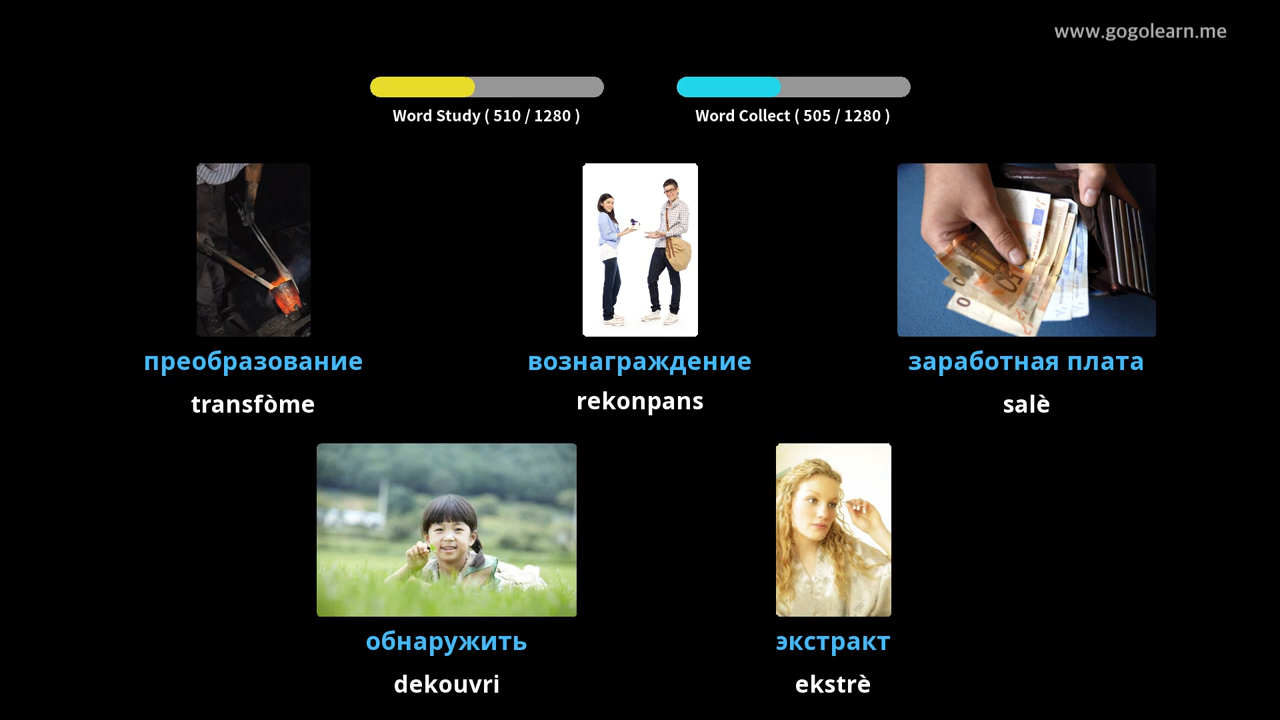 www.gogolearn.me
Word Study ( 510 / 1280 )
Word Collect ( 505 / 1280 )
преобразование
вознаграждение
заработная плата
transfòme
rekonpans
salè
обнаружить
экстракт
dekouvri
ekstrè